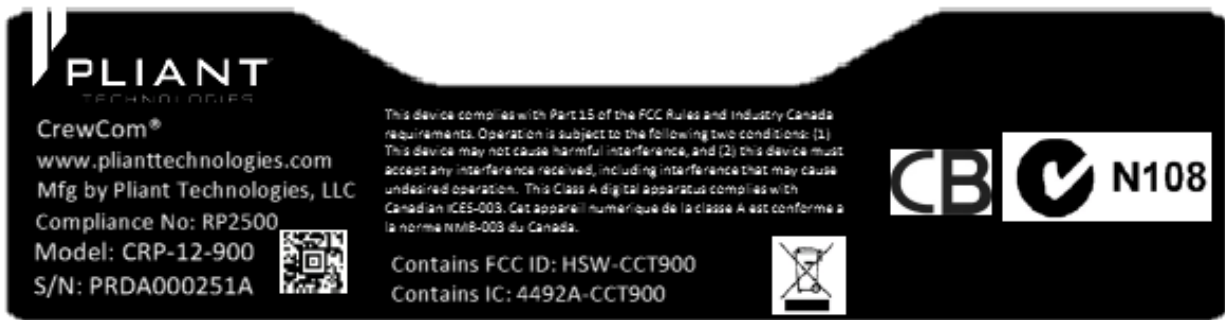 PLIANT
TECHNOLOGIES
CrewCom®
www.plianttechnologies.com
Mfg by Pliant Technologies, LLC
Compliance No: RP2500
Model: CRP-12-900
S/N: PRDA000251A
This device complies with Part 15 of the FCC Rules and Industry Canada
requirements. Operation is subject to the following two conditions: (1)
This device may not cause harmful interference, and (2) this device must
accept any interference received, including interference that may cause
undesired operation. This Class A digital apparatus complies with
Canadian ICES-003. Cet appareil numerique de la classe A est conforme a
la norme NMB-003 du Canada.
Contains FCC ID: HSW-CCT900
Contains IC: 4492A-CCT900
CB
N108